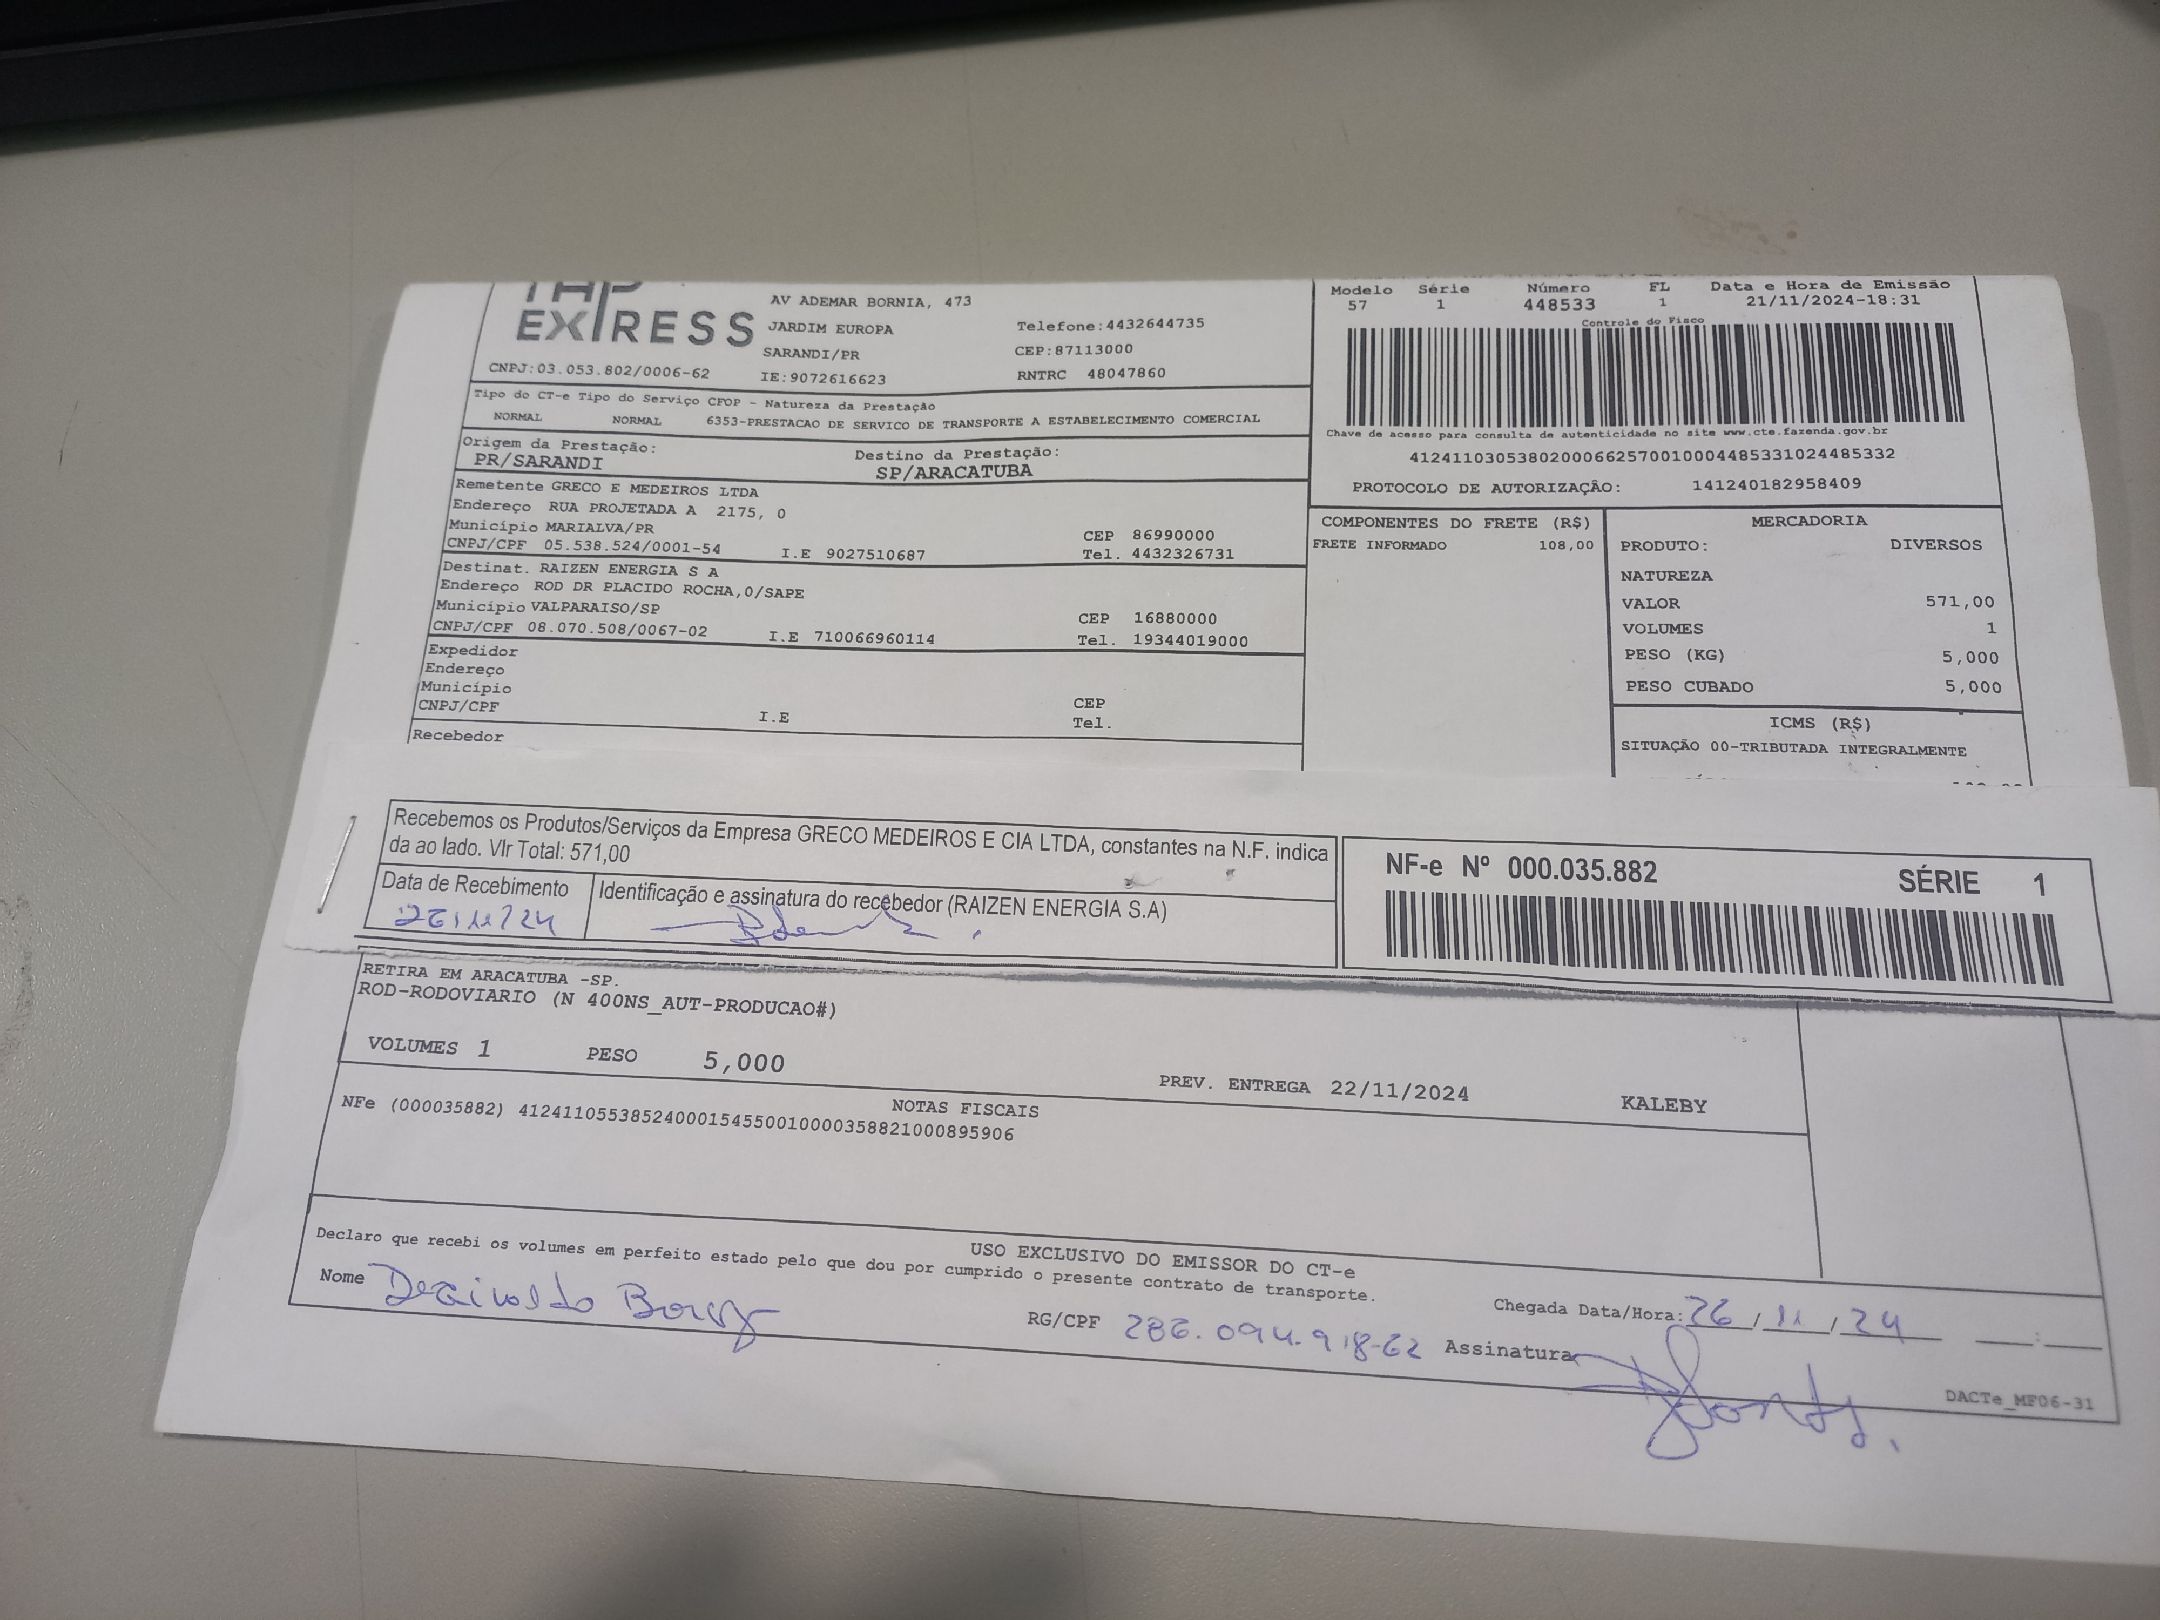 EXPRESS
AV ADEMAR BORNIA, 473
JARDIM EUROPA
Telefone:4432644735
SARANDI/PR
CEP:87113000
CNPJ:03.053.802/0006-62
IE:9072616623
RNTRC 48047860
Modelo Série Número FL Data e Hora de Emissão
57 1 448533 1 21/11/2024-18:31
Controle do Fisco
Chave de acesso para consulta de autenticidade no site www.cte.fazenda.gov.br
41241103053802000662570010004485331024485332
PROTOCOLO DE AUTORIZAÇÃO: 141240182958409
Tipo do CT-e Tipo do Serviço CFOP - Natureza da Prestação
NORMAL NORMAL 6353-PRESTACAO DE SERVICO DE TRANSPORTE A ESTABELECIMENTO COMERCIAL
Origem da Prestação: Destino da Prestação:
PR/SARANDI SP/ARACATUBA
Remetente GRECO E MEDEIROS LTDA
Endereço RUA PROJETADA A 2175, 0
Município MARIALVA/PR CEP 86990000
CNPJ/CPF 05.538.524/0001-54 I.E 9027510687 Tel. 4432326731
Destinat. RAIZEN ENERGIA S A
Endereço ROD DR PLACIDO ROCHA,0/SAPE
Município VALPARAISO/SP CEP 16880000
CNPJ/CPF 08.070.508/0067-02 I.E 710066960114 Tel. 19344019000
Expedidor
Endereço
Município CEP
CNPJ/CPF I.E Tel.
Recebedor
COMPONENTES DO FRETE (R$)
FRETE INFORMADO 108,00
MERCADORIA
PRODUTO: DIVERSOS
NATUREZA
VALOR 571,00
VOLUMES 1
PESO (KG) 5,000
PESO CUBADO 5,000
ICMS (R$)
SITUAÇÃO 00-TRIBUTADA INTEGRALMENTE
Recebemos os Produtos/Serviços da Empresa GRECO MEDEIROS E CIA LTDA, constantes na N.F. indica
da ao lado. Vlr Total: 571,00
Data de Recebimento Identificação e assinatura do recebedor (RAIZEN ENERGIA S.A)
26/11/24
NF-e Nº 000.035.882 SÉRIE 1
RETIRA EM ARACATUBA -SP.
ROD-RODOVIARIO (N 400NS_AUT-PRODUCAO#)
VOLUMES 1 PESO 5,000 PREV. ENTREGA 22/11/2024 KALEBY
NOTAS FISCAIS
NFe (000035882) 41241105538524000154550010000358821000895906
USO EXCLUSIVO DO EMISSOR DO CT-e
Declaro que recebi os volumes em perfeito estado pelo que dou por cumprido o presente contrato de transporte.
Nome RG/CPF 286.094.918-62 Assinatura Chegada Data/Hora: 26/11/24 __:__
DACTe_MF06-31